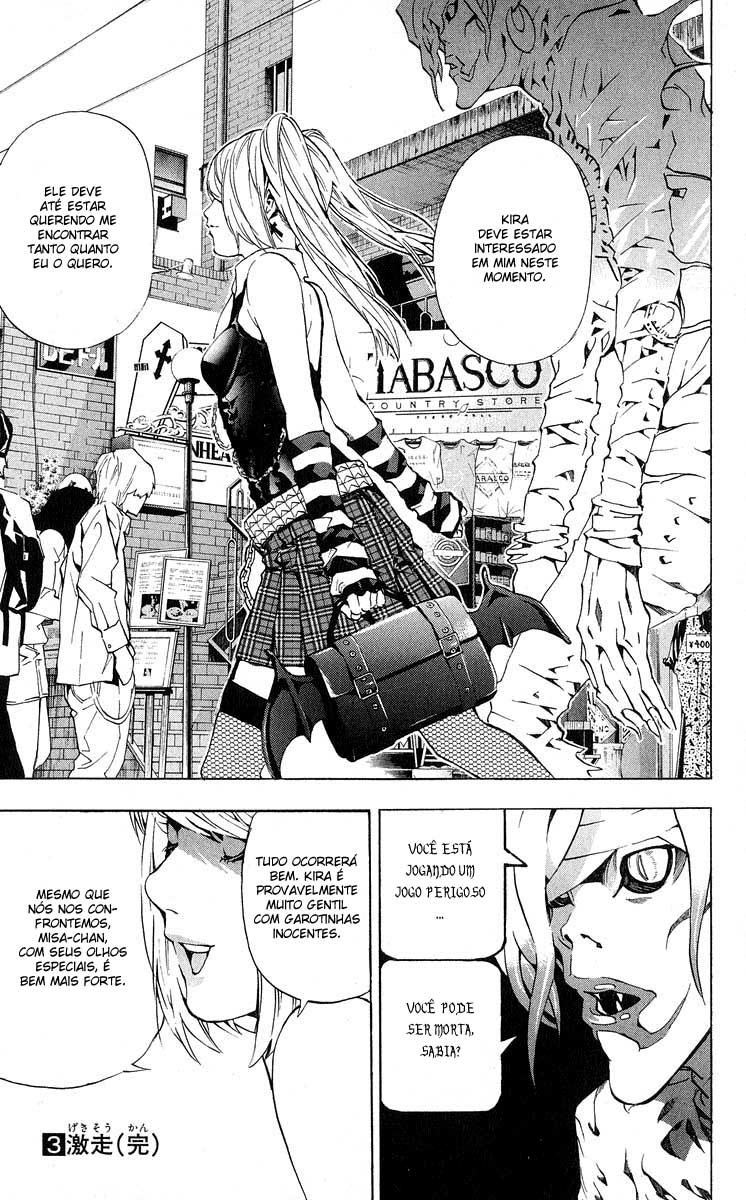 KIRA
DEVE ESTAR
INTERESSADO
EM MIM NESTE
MOMENTO.
ELE DEVE
ATÉ ESTAR
QUERENDO ME
ENCONTRAR
TANTO QUANTO
EU O QUERO.
TABASCO
COUNTRY STORE
¥400
VOCÊ ESTÁ
JOGANDO UM
JOGO PERIGOSO
...
VOCÊ PODE
SER MORTA,
SABIA?
TUDO OCORRERÁ
BEM. KIRA É
PROVAVELMENTE
MUITO GENTIL
COM GAROTINHAS
INOCENTES.
MESMO QUE
NÓS NOS CON-
FRONTEMOS,
MISA-CHAN,
COM SEUS OLHOS
ESPECIAIS, É
BEM MAIS FORTE.
げきそう かん
3 激走(完)